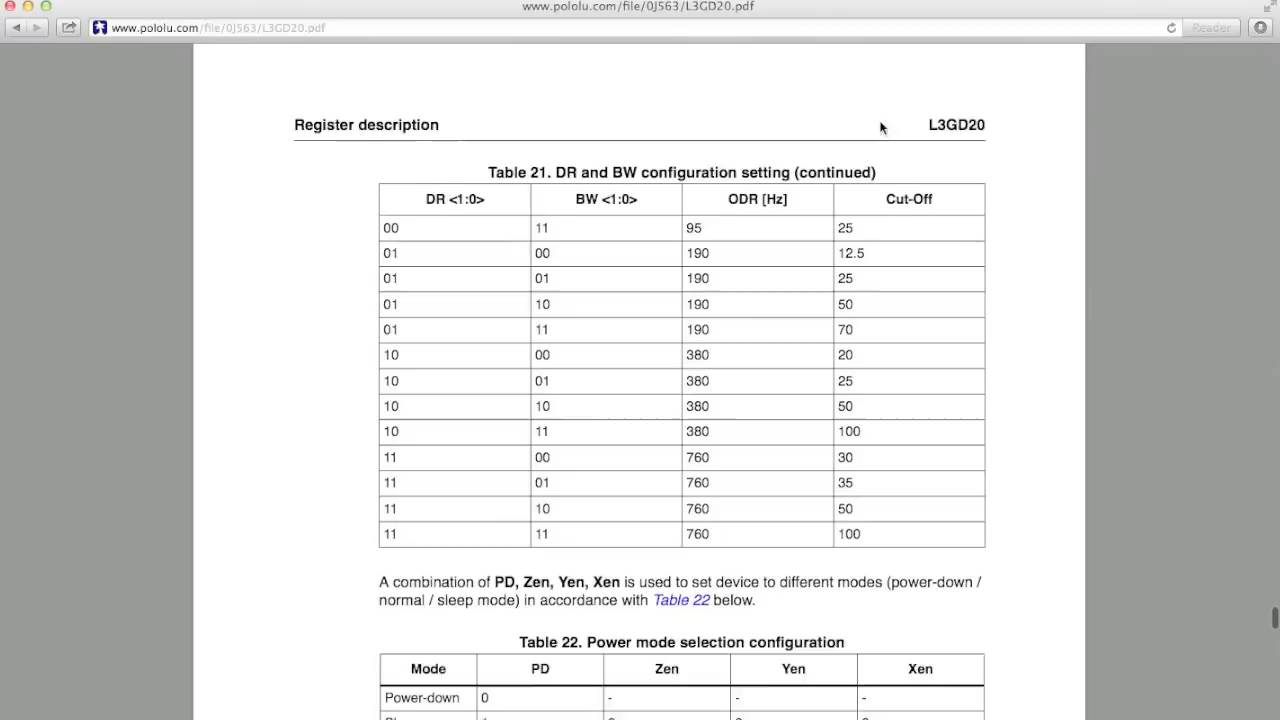 www.pololu.com/file/0J563/L3GD20.pdf
www.pololu.com/file/0J563/L3GD20.pdf
Reader
Register description L3GD20
Table 21. DR and BW configuration setting (continued)
DR <1:0> BW <1:0> ODR [Hz] Cut-Off
00 11 95 25
01 00 190 12.5
01 01 190 25
01 10 190 50
01 11 190 70
10 00 380 20
10 01 380 25
10 10 380 50
10 11 380 100
11 00 760 30
11 01 760 35
11 10 760 50
11 11 760 100
A combination of PD, Zen, Yen, Xen is used to set device to different modes (power-down /
normal / sleep mode) in accordance with Table 22 below.
Table 22. Power mode selection configuration
Mode PD Zen Yen Xen
Power-down 0 - - -